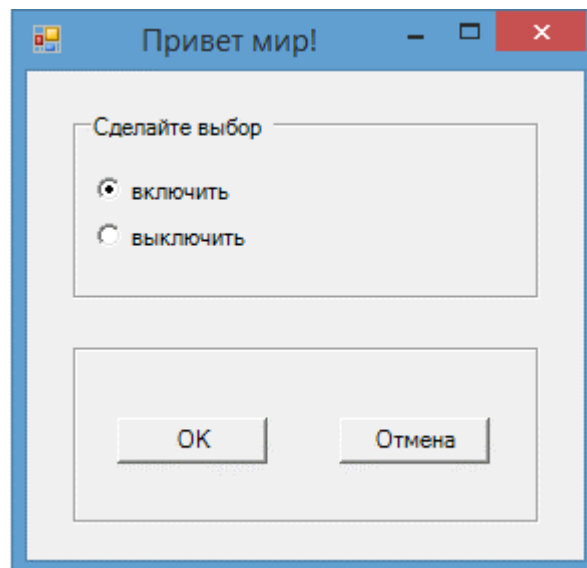 Привет мир!
Сделайте выбор
включить
выключить
OK
Отмена